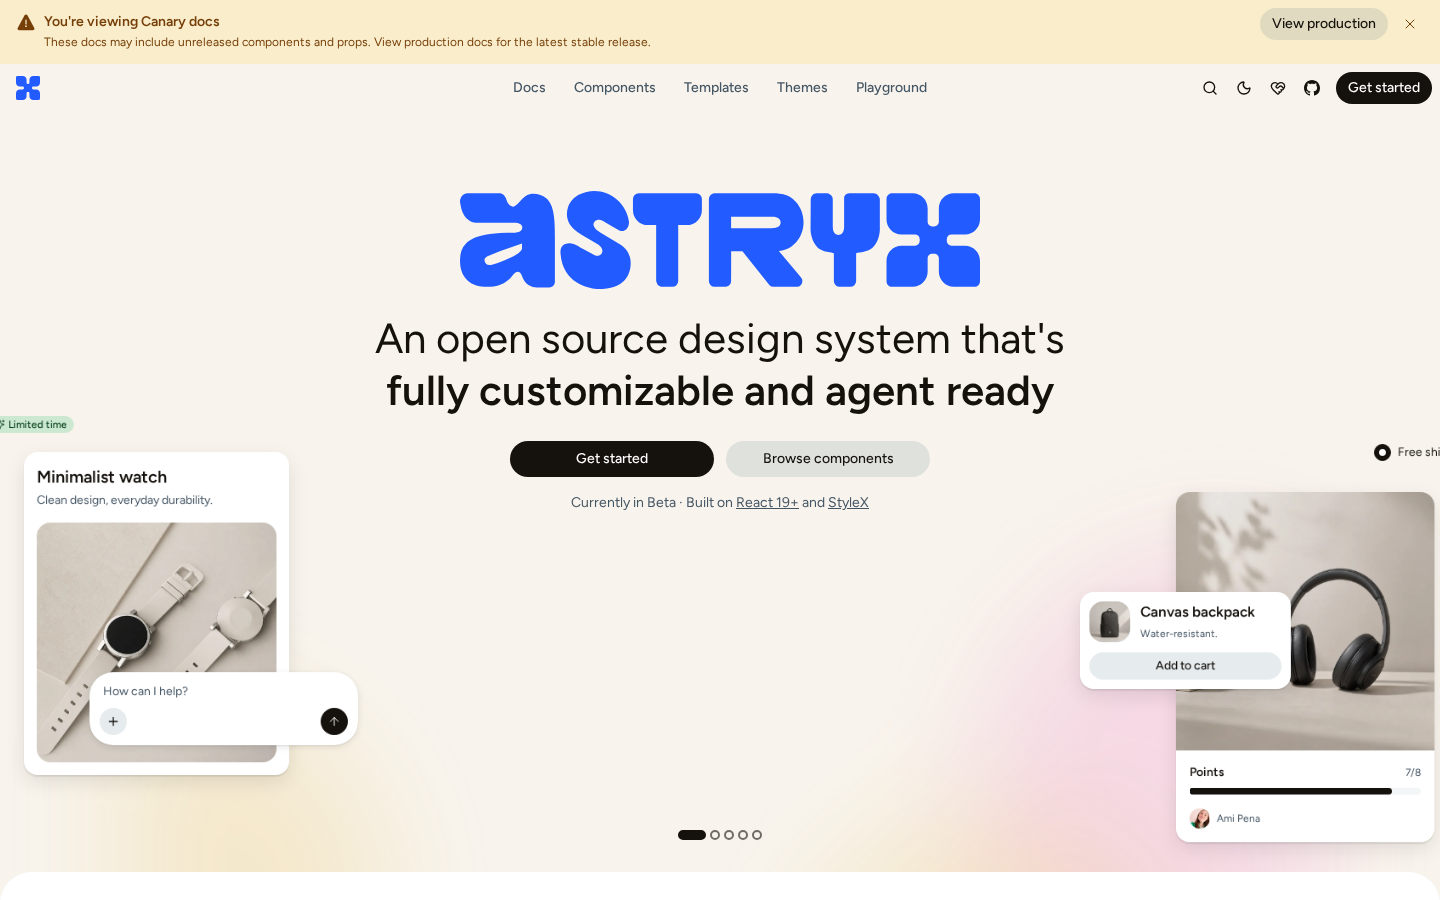 You're viewing Canary docs
These docs may include unreleased components and props. View production docs for the latest stable release.
View production
Docs
Components
Templates
Themes
Playground
Get started
ASTRYX
An open source design system that's
fully customizable and agent ready
Get started
Browse components
Currently in Beta · Built on React 19+ and StyleX
Limited time
Minimalist watch
Clean design, everyday durability.
How can I help?
Free shi
Canvas backpack
Water-resistant.
Add to cart
Points
7/8
Ami Pena